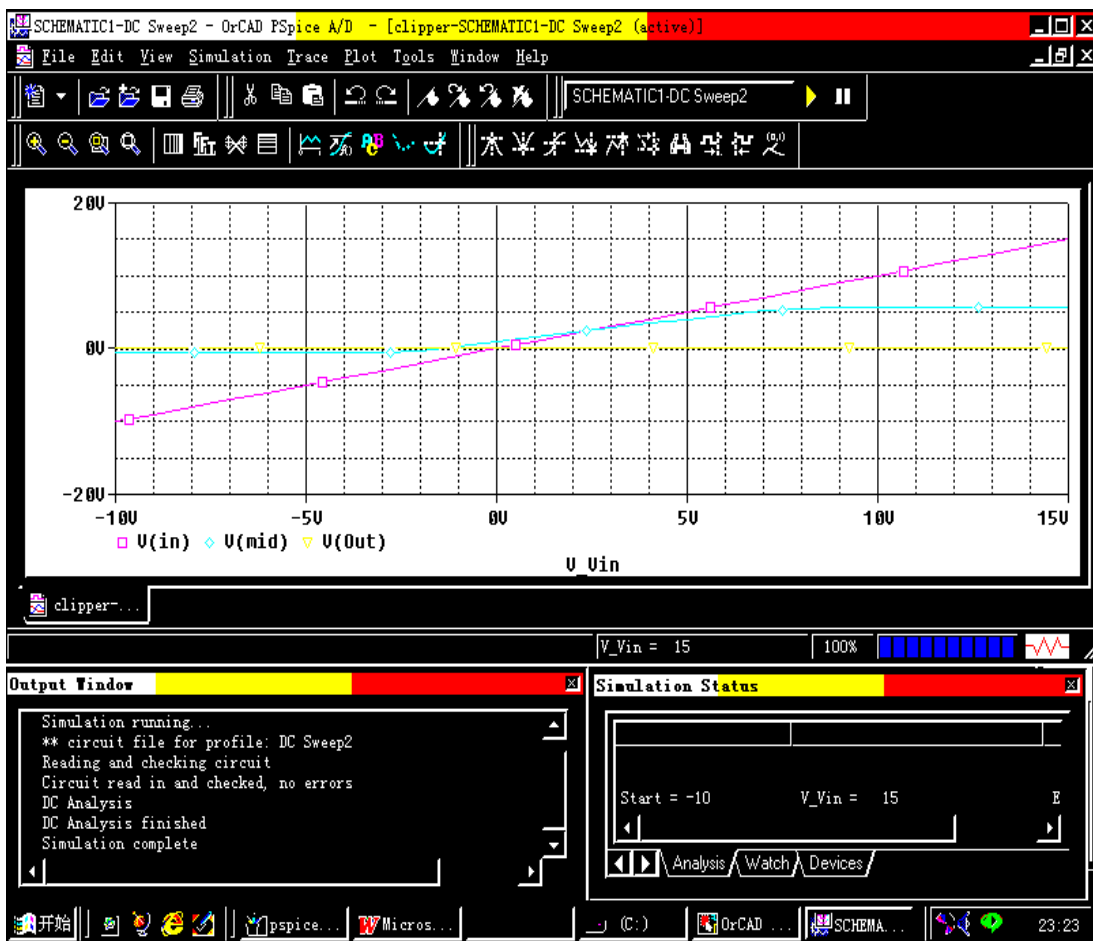 SCHEMATIC1-DC Sweep2 - OrCAD PSpice A/D - [clipper-SCHEMATIC1-DC Sweep2 (active)]
File Edit View Simulation Trace Plot Tools Window Help
SCHEMATIC1-DC Sweep2
20V
0V
-20V
-10V -5V 0V 5V 10V 15V
V(in) V(mid) V(Out)
V_Vin
clipper-...
V_Vin = 15 100%
Output Window
Simulation running...
** circuit file for profile: DC Sweep2
Reading and checking circuit
Circuit read in and checked, no errors
DC Analysis
DC Analysis finished
Simulation complete
Simulation Status
Start = -10 V_Vin = 15 E
Analysis Watch Devices
开始 pspice... Micros... (C:) OrCAD ... SCHEMA... 23:23